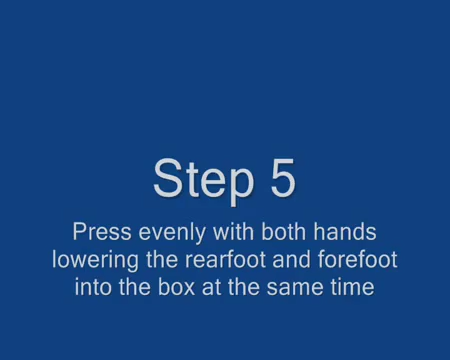 Step 5
Press evenly with both hands
lowering the rearfoot and forefoot
into the box at the same time